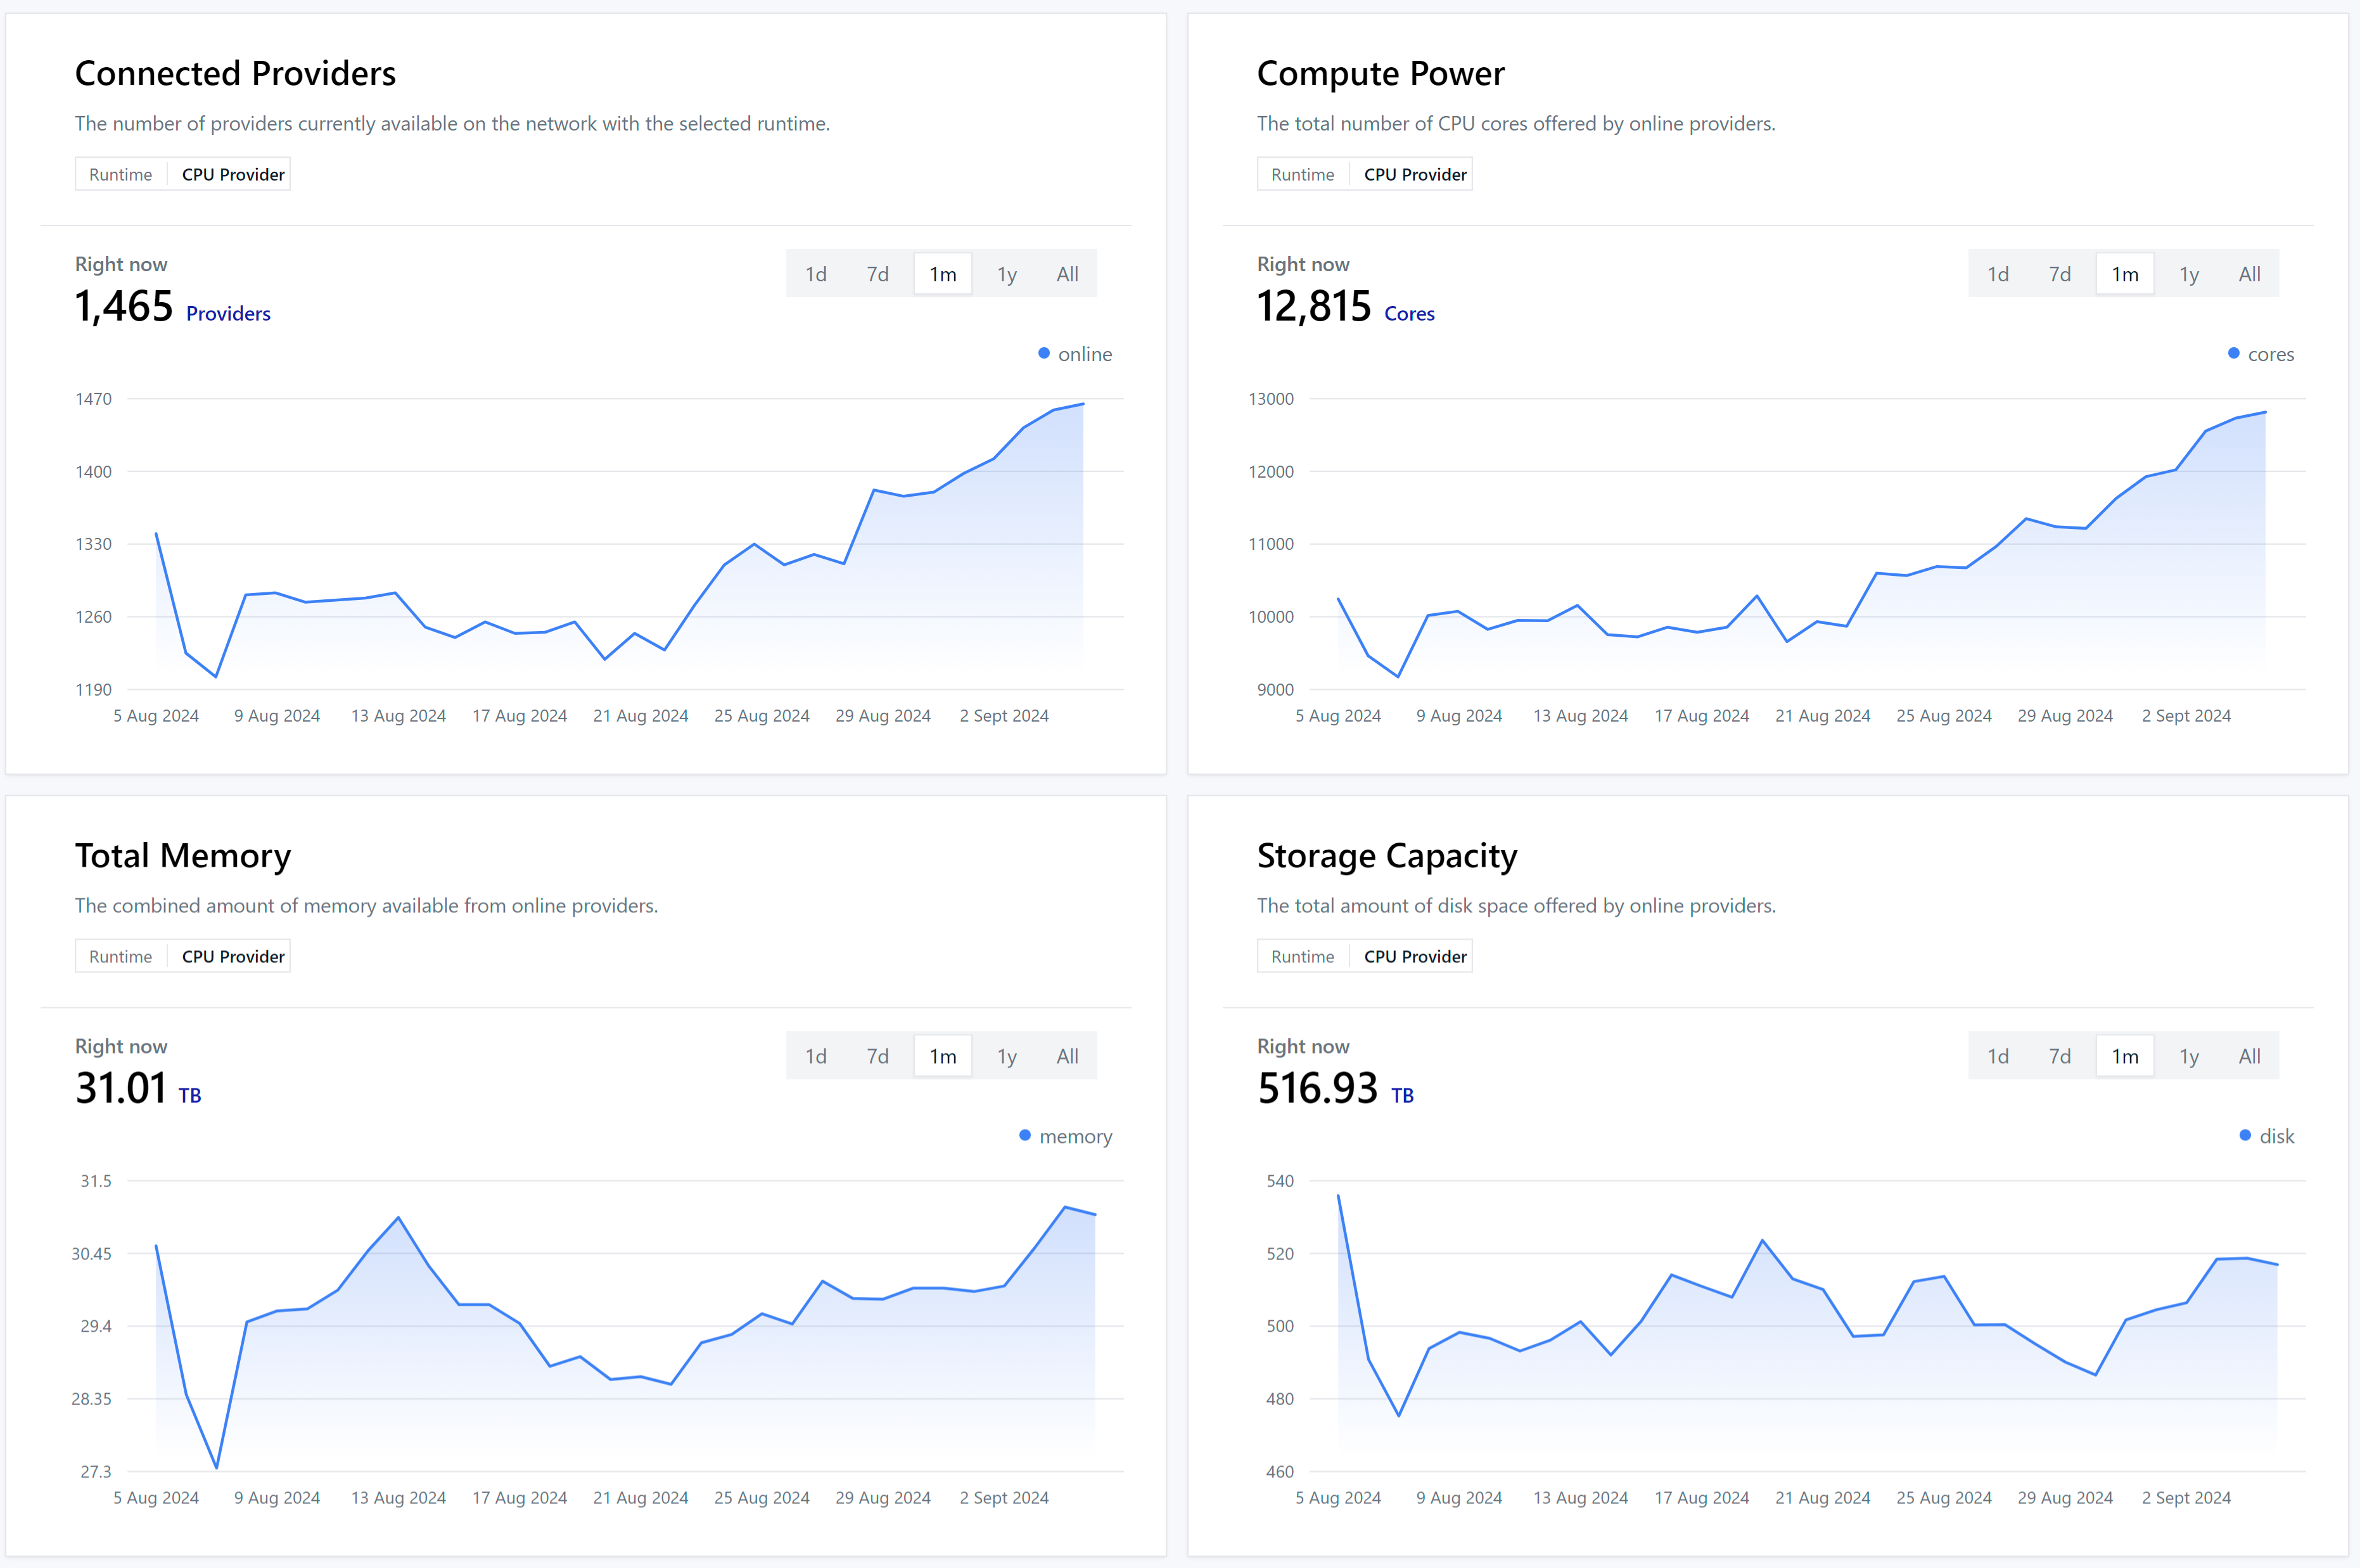 Connected Providers
The number of providers currently available on the network with the selected runtime.
Runtime CPU Provider
Right now
1,465 Providers
1d 7d 1m 1y All
online
1470
1400
1330
1260
1190
5 Aug 2024 9 Aug 2024 13 Aug 2024 17 Aug 2024 21 Aug 2024 25 Aug 2024 29 Aug 2024 2 Sept 2024
Compute Power
The total number of CPU cores offered by online providers.
Runtime CPU Provider
Right now
12,815 Cores
1d 7d 1m 1y All
cores
13000
12000
11000
10000
9000
5 Aug 2024 9 Aug 2024 13 Aug 2024 17 Aug 2024 21 Aug 2024 25 Aug 2024 29 Aug 2024 2 Sept 2024
Total Memory
The combined amount of memory available from online providers.
Runtime CPU Provider
Right now
31.01 TB
1d 7d 1m 1y All
memory
31.5
30.45
29.4
28.35
27.3
5 Aug 2024 9 Aug 2024 13 Aug 2024 17 Aug 2024 21 Aug 2024 25 Aug 2024 29 Aug 2024 2 Sept 2024
Storage Capacity
The total amount of disk space offered by online providers.
Runtime CPU Provider
Right now
516.93 TB
1d 7d 1m 1y All
disk
540
520
500
480
460
5 Aug 2024 9 Aug 2024 13 Aug 2024 17 Aug 2024 21 Aug 2024 25 Aug 2024 29 Aug 2024 2 Sept 2024